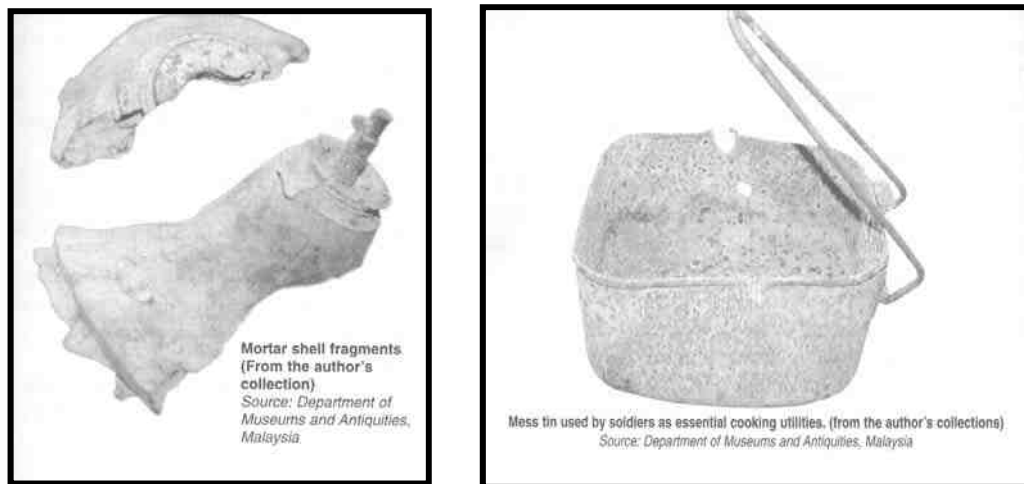 Mortar shell fragments
(From the author's
collection)
Source: Department of
Museums and Antiquities,
Malaysia
Mess tin used by soldiers as essential cooking utilities. (from the author's collections)
Source: Department of Museums and Antiquities, Malaysia